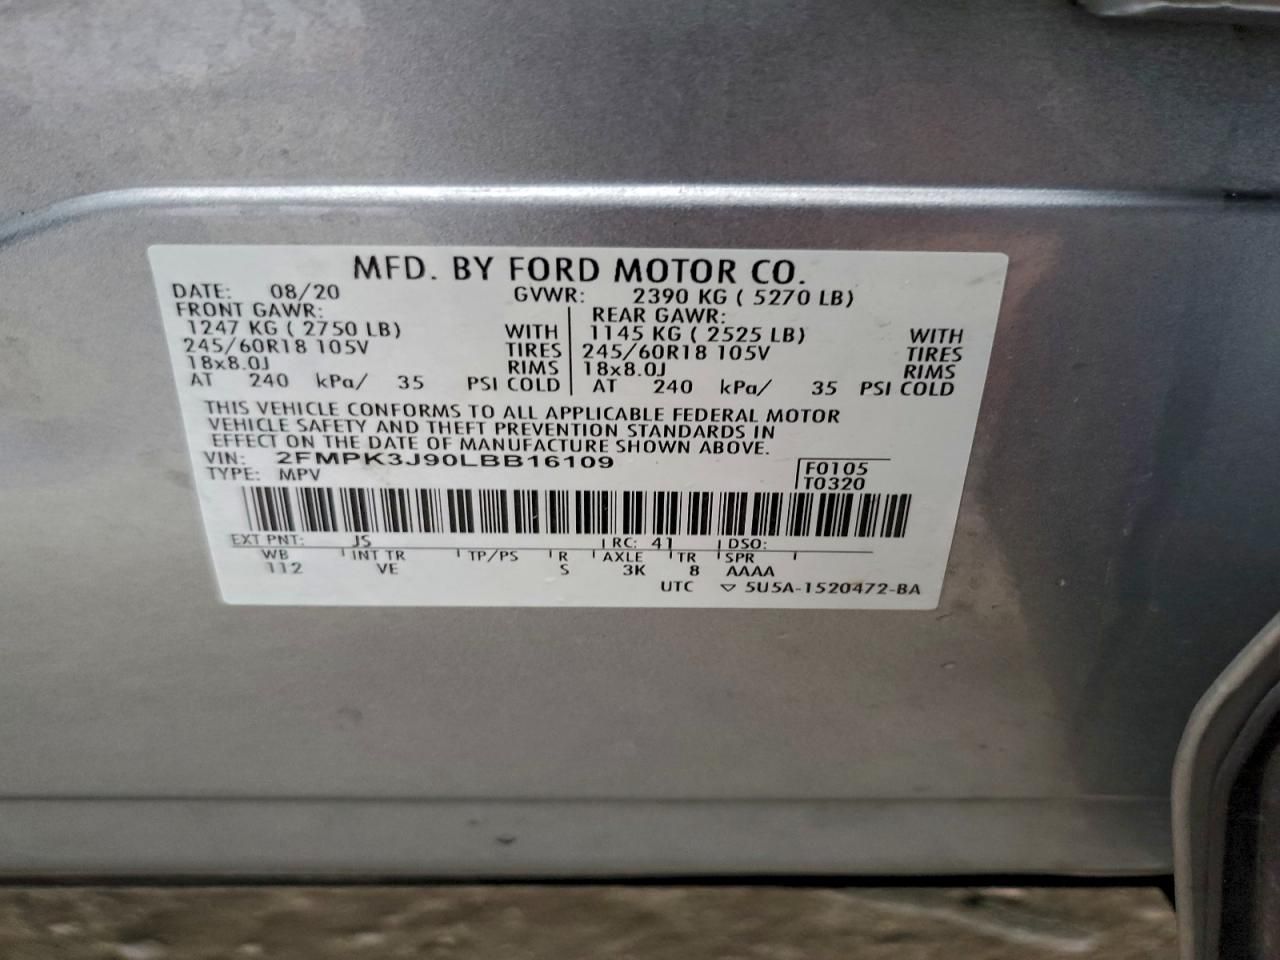 MFD. BY FORD MOTOR CO.
DATE: 08/20 GVWR: 2390 KG ( 5270 LB)
FRONT GAWR: REAR GAWR:
1247 KG ( 2750 LB) WITH 1145 KG ( 2525 LB) WITH
245/60R18 105V TIRES 245/60R18 105V TIRES
18x8.0J RIMS 18x8.0J RIMS
AT 240 kPa/ 35 PSI COLD AT 240 kPa/ 35 PSI COLD
THIS VEHICLE CONFORMS TO ALL APPLICABLE FEDERAL MOTOR
VEHICLE SAFETY AND THEFT PREVENTION STANDARDS IN
EFFECT ON THE DATE OF MANUFACTURE SHOWN ABOVE.
VIN: 2FMPK3J90LBB16109 F0105
TYPE: MPV T0320
EXT PNT: JS RC: 41 DSO:
WB INT TR TP/PS R AXLE TR SPR
112 VE S 3K 8 AAAA
UTC ▽ 5U5A-1520472-BA